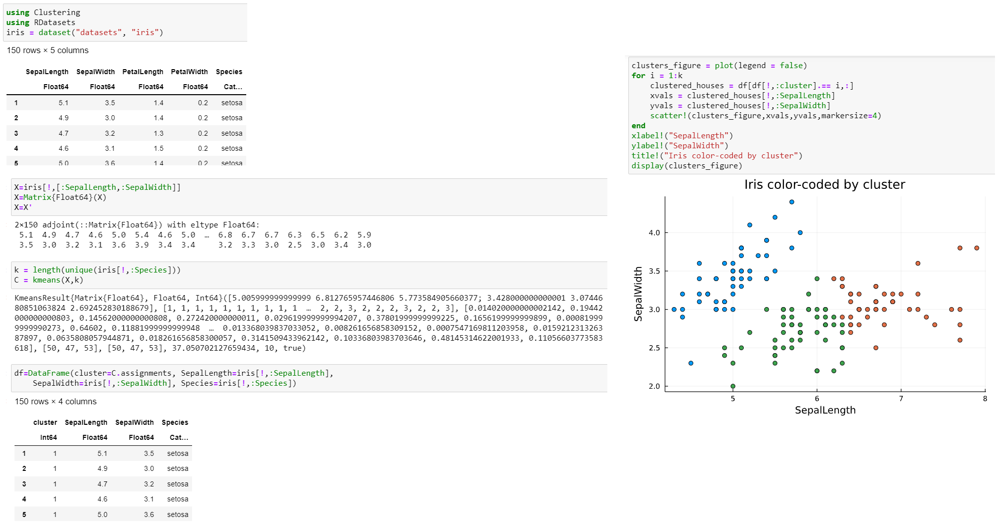 using Clustering
using RDatasets
iris = dataset("datasets", "iris")
150 rows × 5 columns
SepalLength SepalWidth PetalLength PetalWidth Species
Float64 Float64 Float64 Float64 Cat…
1 5.1 3.5 1.4 0.2 setosa
2 4.9 3.0 1.4 0.2 setosa
3 4.7 3.2 1.3 0.2 setosa
4 4.6 3.1 1.5 0.2 setosa
5 5.0 3.6 1.4 0.2 setosa
X=iris[!,[:SepalLength,:SepalWidth]]
X=Matrix{Float64}(X)
X=X'
2×150 adjoint(::Matrix{Float64}) with eltype Float64:
5.1 4.9 4.7 4.6 5.0 5.4 4.6 5.0 … 6.8 6.7 6.7 6.3 6.5 6.2 5.9
3.5 3.0 3.2 3.1 3.6 3.9 3.4 3.4 3.2 3.3 3.0 2.5 3.0 3.4 3.0
k = length(unique(iris[!,:Species]))
C = kmeans(X,k)
KmeansResult{Matrix{Float64}, Float64, Int64}([5.005999999999999 6.812765957446806 5.773584905660377; 3.428000000000001 3.07446
80851063824 2.692452830188679], [1, 1, 1, 1, 1, 1, 1, 1, 1, 1 … 2, 2, 3, 2, 2, 2, 3, 2, 2, 3], [0.014020000000002142, 0.19442
000000000803, 0.14562000000000808, 0.272420000000011, 0.029619999999994207, 0.37801999999999225, 0.1656199999999899, 0.00081999
9999990273, 0.64602, 0.11881999999999948 … 0.013368039837033052, 0.008261656858309152, 0.0007547169811203958, 0.0159212313263
87897, 0.0635808057944871, 0.018261656858300057, 0.3141509433962142, 0.10336803983703646, 0.48145314622001933, 0.11056603773583
618], [50, 47, 53], [50, 47, 53], 37.050702127659434, 10, true)
df=DataFrame(cluster=C.assignments, SepalLength=iris[!,:SepalLength],
SepalWidth=iris[!,:SepalWidth], Species=iris[!,:Species])
150 rows × 4 columns
cluster SepalLength SepalWidth Species
Int64 Float64 Float64 Cat…
1 1 5.1 3.5 setosa
2 1 4.9 3.0 setosa
3 1 4.7 3.2 setosa
4 1 4.6 3.1 setosa
5 1 5.0 3.6 setosa
clusters_figure = plot(legend = false)
for i = 1:k
clustered_houses = df[df[!,:cluster].== i,:]
xvals = clustered_houses[!,:SepalLength]
yvals = clustered_houses[!,:SepalWidth]
scatter!(clusters_figure,xvals,yvals,markersize=4)
end
xlabel!("SepalLength")
ylabel!("SepalWidth")
title!("Iris color-coded by cluster")
display(clusters_figure)
Iris color-coded by cluster
SepalWidth
4.0
3.5
3.0
2.5
2.0
5 6 7 8
SepalLength